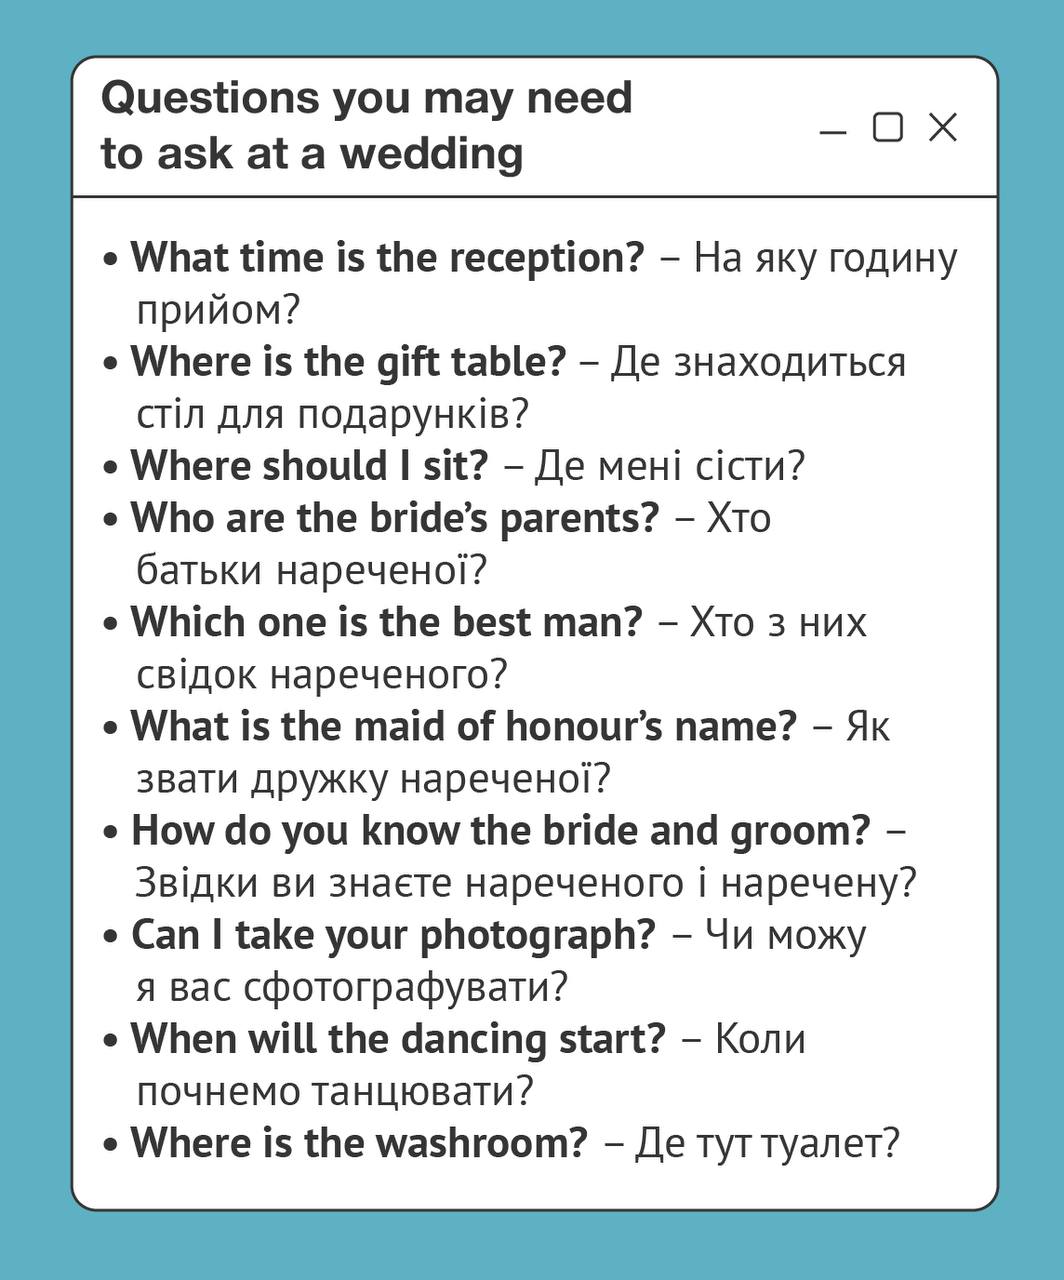 Questions you may need
to ask at a wedding
• What time is the reception? – На яку годину
прийом?
• Where is the gift table? – Де знаходиться
стіл для подарунків?
• Where should I sit? – Де мені сісти?
• Who are the bride’s parents? – Хто
батьки нареченої?
• Which one is the best man? – Хто з них
свідок нареченого?
• What is the maid of honour’s name? – Як
звати дружку нареченої?
• How do you know the bride and groom? –
Звідки ви знаєте нареченого і наречену?
• Can I take your photograph? – Чи можу
я вас сфотографувати?
• When will the dancing start? – Коли
почнемо танцювати?
• Where is the washroom? – Де тут туалет?